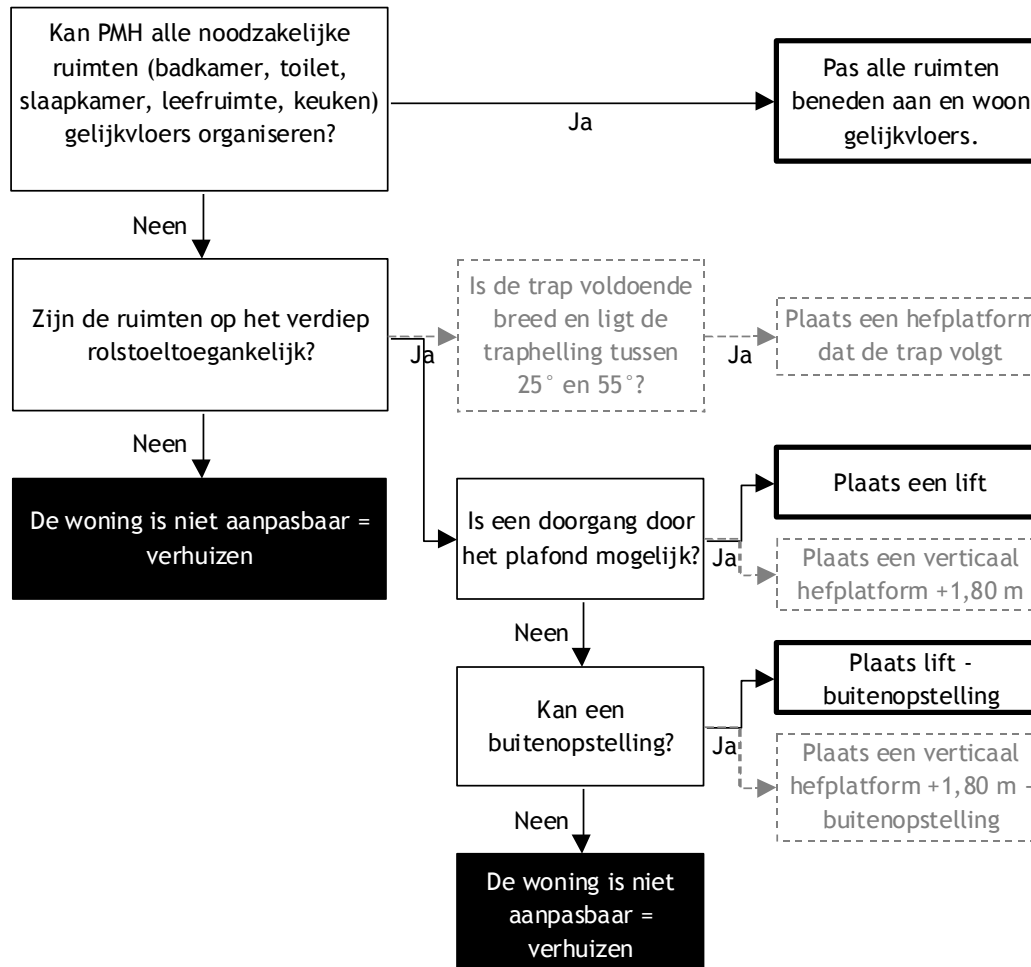 Kan PMH alle noodzakelijke
ruimten (badkamer, toilet,
slaapkamer, leefruimte, keuken)
gelijkvloers organiseren?
Ja
Pas alle ruimten
beneden aan en woon
gelijkvloers.
Neen
Zijn de ruimten op het verdiep
rolstoeltoegankelijk?
Ja
Is de trap voldoende
breed en ligt de
traphelling tussen
25° en 55°?
Ja
Plaats een hefplatform
dat de trap volgt
Neen
De woning is niet aanpasbaar =
verhuizen
Is een doorgang door
het plafond mogelijk?
Ja
Plaats een lift
Plaats een verticaal
hefplatform +1,80 m
Neen
Kan een
buitenopstelling?
Ja
Plaats lift -
buitenopstelling
Plaats een verticaal
hefplatform +1,80 m -
buitenopstelling
Neen
De woning is niet
aanpasbaar =
verhuizen